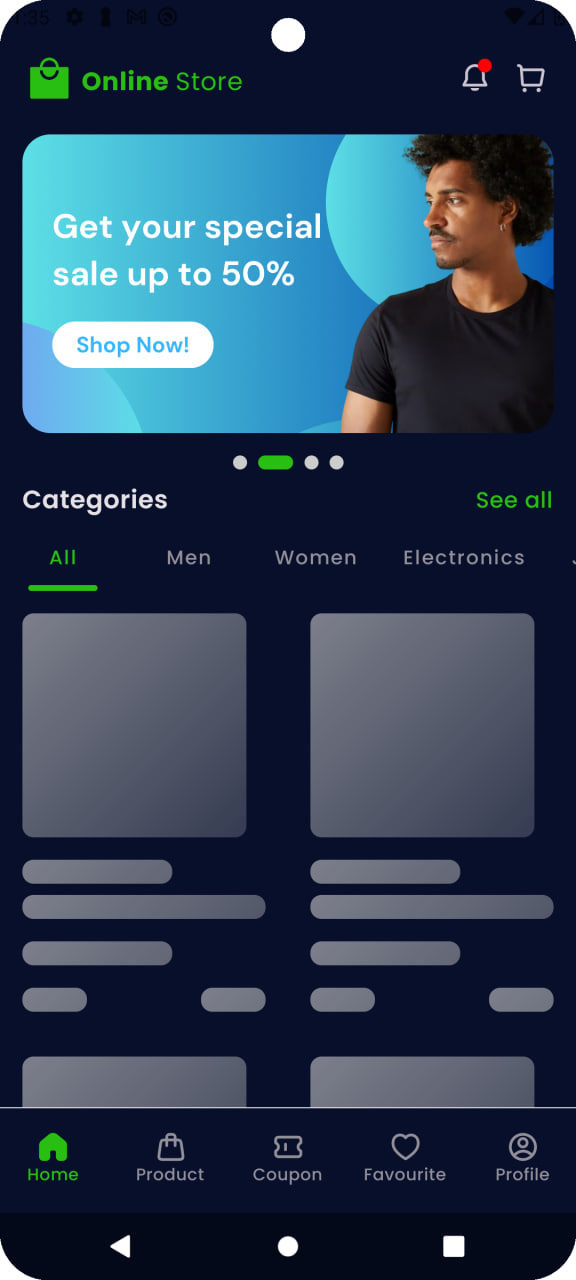 :35
Online Store
Get your special
sale up to 50%
Shop Now!
Categories
See all
All
Men
Women
Electronics
Home
Product
Coupon
Favourite
Profile